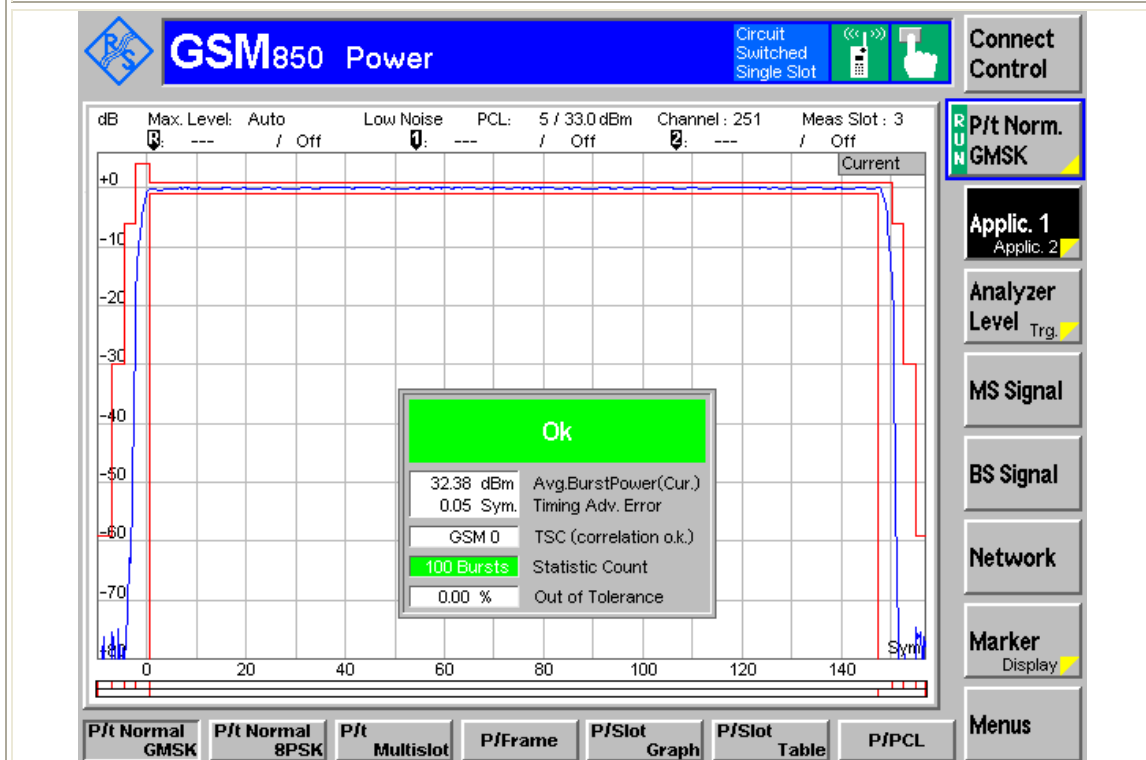 R&S
GSM850 Power
Circuit
Switched
Single Slot
Connect
Control
dB Max. Level: Auto Low Noise PCL: 5 / 33.0 dBm Channel : 251 Meas Slot : 3
R: --- / Off 1: --- / Off 2: --- / Off
Current
RUN
P/t Norm.
GMSK
Applic. 1
Applic. 2
Analyzer
Level Trg.
MS Signal
BS Signal
Network
Marker
Display
Menus
+0
-10
-20
-30
-40
-50
-60
-70
-80
Ok
32.38 dBm Avg.BurstPower(Cur.)
0.05 Sym. Timing Adv. Error
GSM 0 TSC (correlation o.k.)
100 Bursts Statistic Count
0.00 % Out of Tolerance
Sym
0 20 40 60 80 100 120 140
P/t Normal
GMSK
P/t Normal
8PSK
P/t
Multislot
P/Frame
P/Slot
Graph
P/Slot
Table
P/PCL